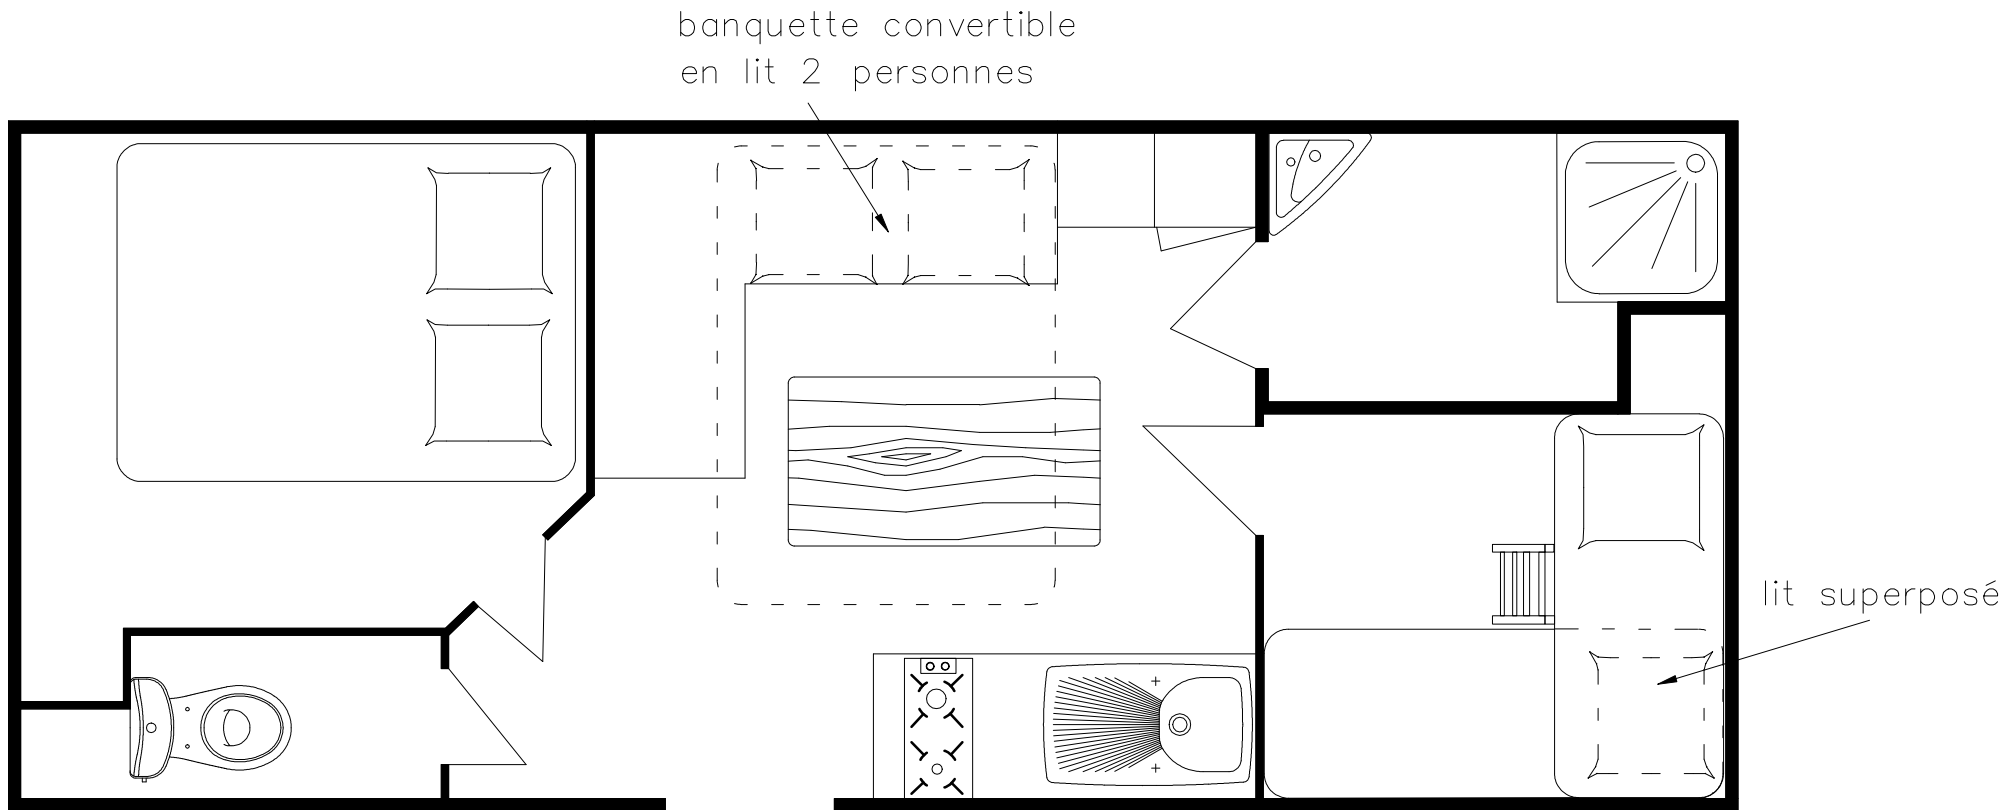 banquette convertible
en lit 2 personnes
lit superposé